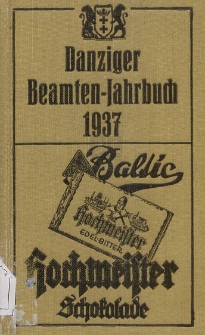 Danziger
Beamten-Jahrbuch
1937
Baltic
Hochmeister
EDELBITTER
Hochmeister
Schokolade